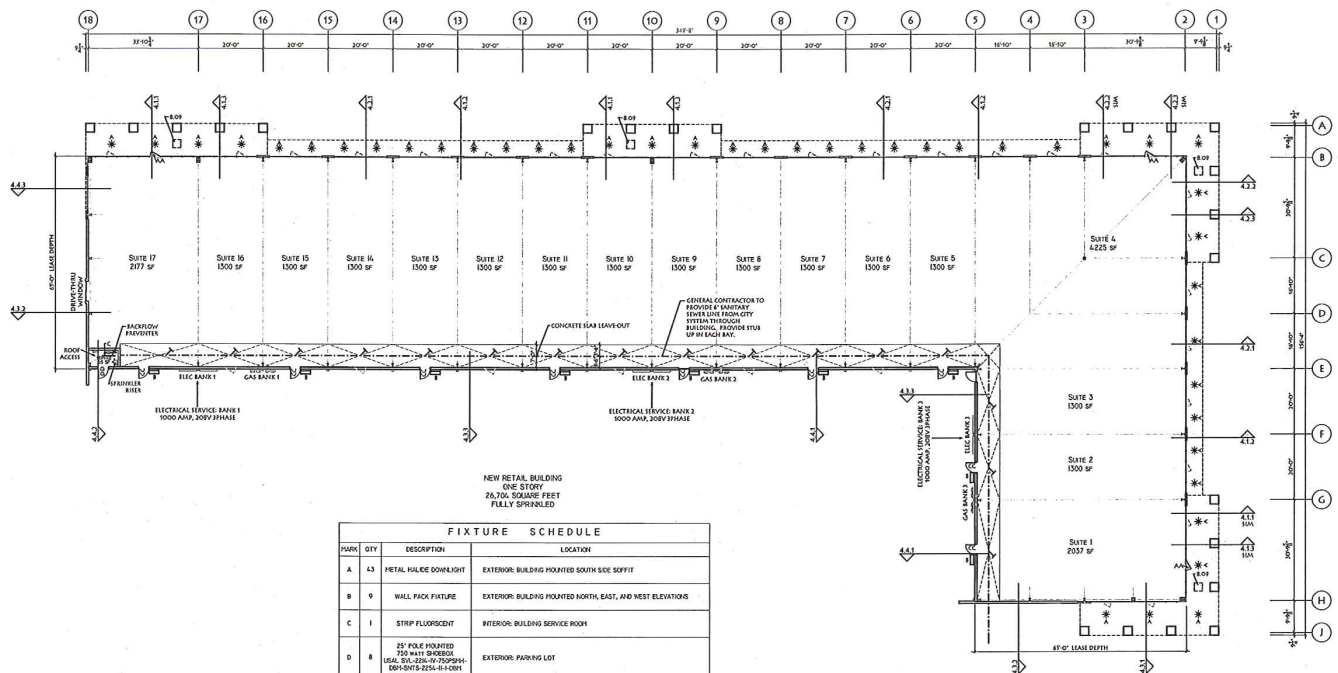 18 17 16 15 14 13 12 11 10 9 8 7 6 5 4 3 2 1
349'-8"
20'-0" 20'-0" 20'-0" 20'-0" 20'-0" 20'-0" 20'-0" 20'-0" 20'-0" 20'-0" 20'-0" 20'-0" 16'-10" 16'-10"
4.1.1 4.1.3 4.2.1 4.1.2 4.1.1 4.1.3 4.2.1 4.1.2 4.2.2 SIM 4.2.3 SIM
8.09 8.09
A
B
8.09
4.4.3
4.2.2
4.2.3
65'-0" LEASE DEPTH
SUITE 17
2177 SF
SUITE 16
1300 SF
SUITE 15
1300 SF
SUITE 14
1300 SF
SUITE 13
1300 SF
SUITE 12
1300 SF
SUITE 11
1300 SF
SUITE 10
1300 SF
SUITE 9
1300 SF
SUITE 8
1300 SF
SUITE 7
1300 SF
SUITE 6
1300 SF
SUITE 5
1300 SF
SUITE 4
4225 SF
C
DRIVE-THRU
WINDOW
4.3.2
D
BACKFLOW
PREVENTER
CONCRETE SLAB LEAVE-OUT
GENERAL CONTRACTOR TO
PROVIDE 6" SANITARY
SEWER LINE FROM CITY
SYSTEM THROUGH
BUILDING. PROVIDE STUB
UP IN EACH BAY.
16'-10"
16'-10"
156'-4"
ROOF
ACCESS
C
4.2.1
E
SPRINKLER
RISER
ELEC BANK 1
GAS BANK 1
ELEC BANK 2
GAS BANK 2
ELECTRICAL SERVICE: BANK 1
1000 AMP, 208V 3PHASE
ELECTRICAL SERVICE: BANK 2
1000 AMP, 208V 3PHASE
4.4.2
4.3.1
4.4.1
4.3.3
SUITE 3
1300 SF
20'-0"
F
4.1.2
ELECTRICAL SERVICE: BANK 3
1000 AMP, 208V 3PHASE
ELEC BANK 3
SUITE 2
1300 SF
20'-0"
GAS BANK 3
G
4.1.1
SIM
4.1.3
SIM
4.4.1
SUITE 1
2037 SF
8.09
H
J
65'-0" LEASE DEPTH
4.3.2
4.3.1
NEW RETAIL BUILDING
ONE STORY
26,704 SQUARE FEET
FULLY SPRINKLED
FIXTURE SCHEDULE
MARK QTY DESCRIPTION LOCATION
A 43 METAL HALIDE DOWNLIGHT EXTERIOR: BUILDING MOUNTED SOUTH SIDE SOFFIT
B 9 WALL PACK FIXTURE EXTERIOR: BUILDING MOUNTED NORTH, EAST, AND WEST ELEVATIONS
C 1 STRIP FLUORSCENT INTERIOR: BUILDING SERVICE ROOM
D 8 25' POLE MOUNTED
750 WATT SHOEBOX
EXTERIOR: PARKING LOT